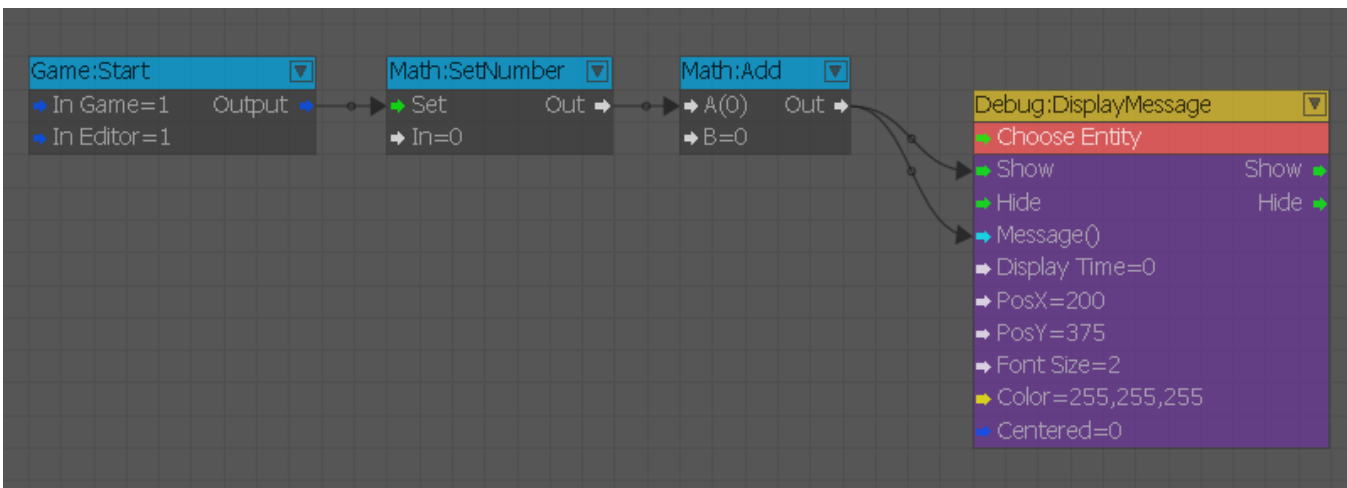 Game:Start
In Game=1 Output
In Editor=1
Math:SetNumber
Set Out
In=0
Math:Add
A(0) Out
B=0
Debug:DisplayMessage
Choose Entity
Show Show
Hide Hide
Message()
Display Time=0
PosX=200
PosY=375
Font Size=2
Color=255,255,255
Centered=0